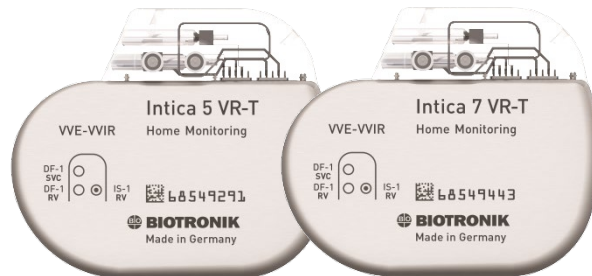 Intica 5 VR-T
VVE-VVIR Home Monitoring
DF-1
SVC
DF-1 IS-1
RV RV
68549291
BIO BIOTRONIK
Made in Germany
Intica 7 VR-T
VVE-VVIR Home Monitoring
DF-1
SVC
DF-1 IS-1
RV RV
68549443
BIO BIOTRONIK
Made in Germany